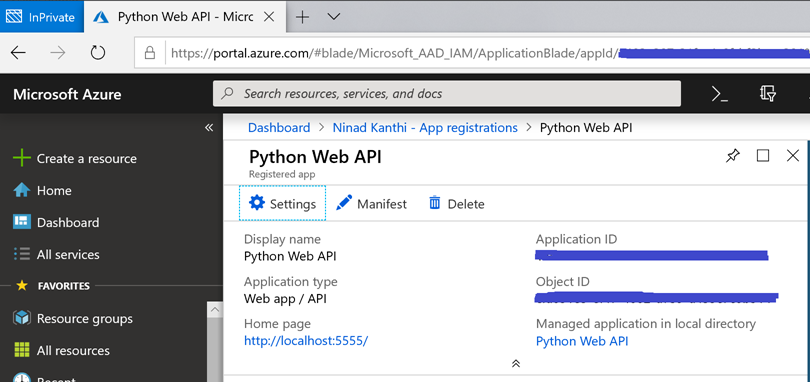 InPrivate
Python Web API - Micro
https://portal.azure.com/#blade/Microsoft_AAD_IAM/ApplicationBlade/appId/
Microsoft Azure
Search resources, services, and docs
Create a resource
Home
Dashboard
All services
FAVORITES
Resource groups
All resources
Recent
Dashboard > Ninad Kanthi - App registrations > Python Web API
Python Web API
Registered app
Settings Manifest Delete
Display name
Python Web API
Application ID
Application type
Web app / API
Object ID
Home page
http://localhost:5555/
Managed application in local directory
Python Web API